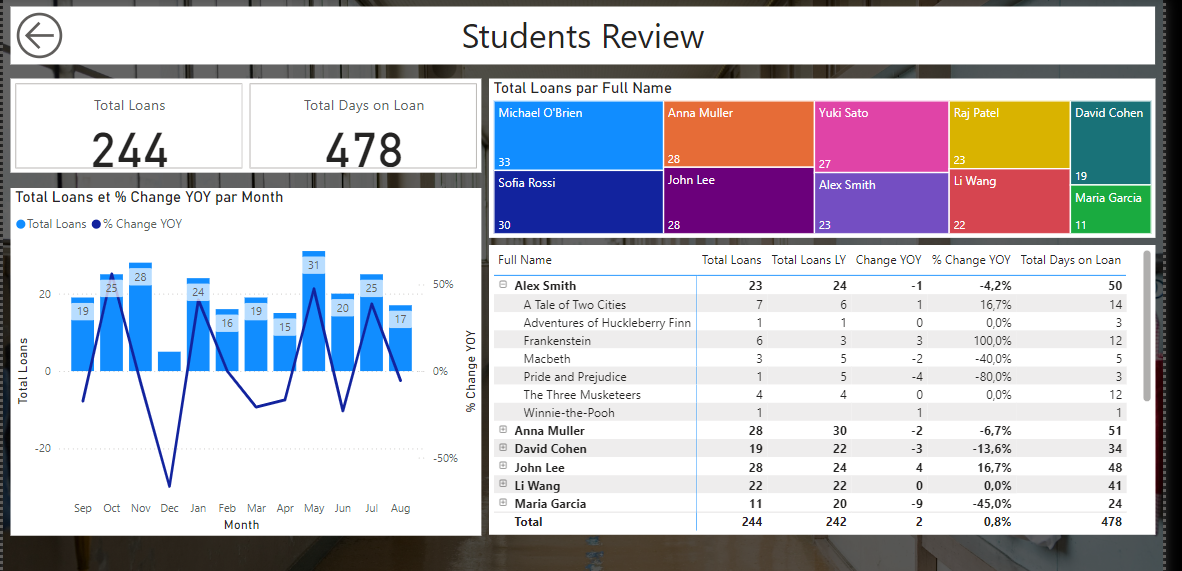 Students Review
Total Loans
244
Total Days on Loan
478
Total Loans et % Change YOY par Month
Total Loans % Change YOY
Total Loans
20
0
-20
19 25 28 24 16 19 15 31 20 25 17
50%
0%
-50%
% Change YOY
Sep Oct Nov Dec Jan Feb Mar Apr May Jun Jul Aug
Month
Total Loans par Full Name
Michael O'Brien
33
Sofia Rossi
30
Anna Muller
28
John Lee
28
Yuki Sato
27
Alex Smith
23
Raj Patel
23
Li Wang
22
David Cohen
19
Maria Garcia
11
Full Name Total Loans Total Loans LY Change YOY % Change YOY Total Days on Loan
Alex Smith 23 24 -1 -4,2% 50
A Tale of Two Cities 7 6 1 16,7% 14
Adventures of Huckleberry Finn 1 1 0 0,0% 3
Frankenstein 6 3 3 100,0% 12
Macbeth 3 5 -2 -40,0% 5
Pride and Prejudice 1 5 -4 -80,0% 3
The Three Musketeers 4 4 0 0,0% 12
Winnie-the-Pooh 1 1 1
Anna Muller 28 30 -2 -6,7% 51
David Cohen 19 22 -3 -13,6% 34
John Lee 28 24 4 16,7% 48
Li Wang 22 22 0 0,0% 41
Maria Garcia 11 20 -9 -45,0% 24
Total 244 242 2 0,8% 478